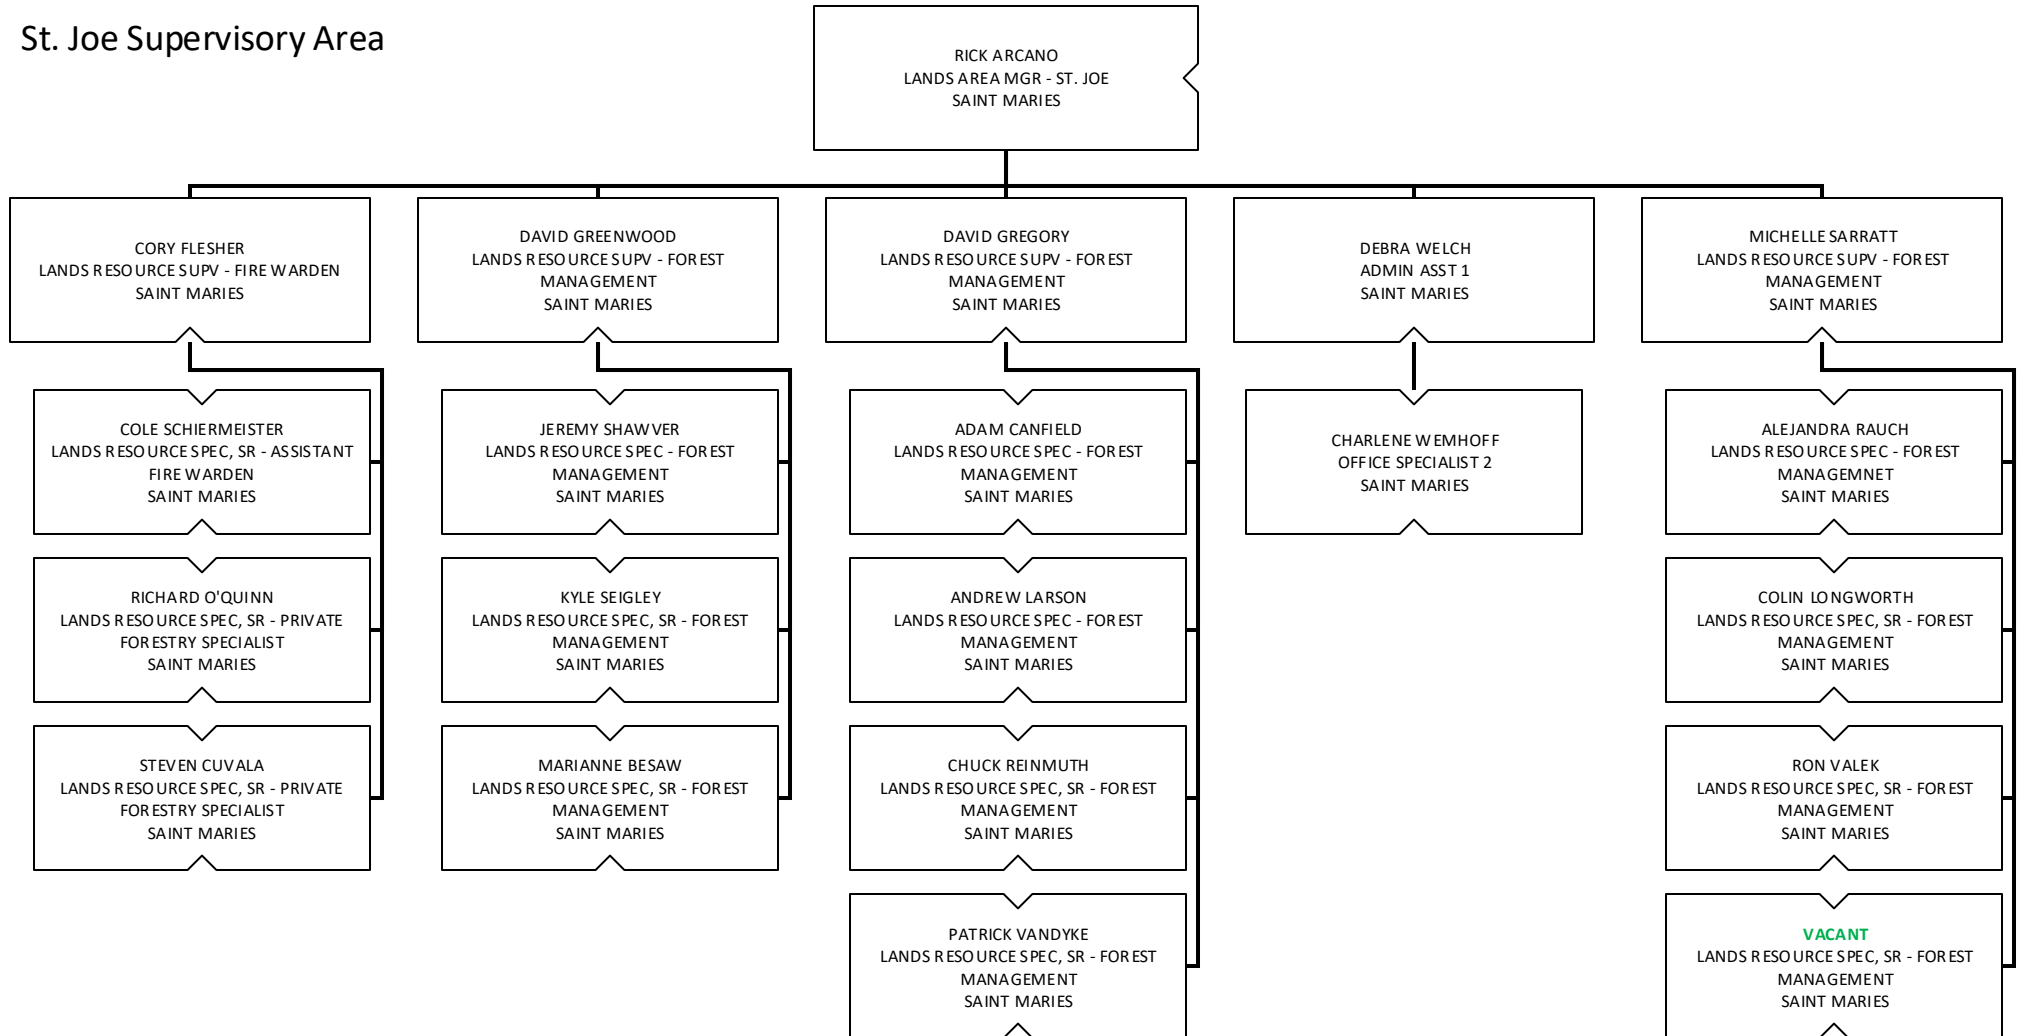 St. Joe Supervisory Area
RICK ARCANO
LANDS AREA MGR - ST. JOE
SAINT MARIES
CORY FLESHER
LANDS RESOURCE SUPV - FIRE WARDEN
SAINT MARIES
DAVID GREENWOOD
LANDS RESOURCE SUPV - FOREST
MANAGEMENT
SAINT MARIES
DAVID GREGORY
LANDS RESOURCE SUPV - FOREST
MANAGEMENT
SAINT MARIES
DEBRA WELCH
ADMIN ASST 1
SAINT MARIES
MICHELLE SARRATT
LANDS RESOURCE SUPV - FOREST
MANAGEMENT
SAINT MARIES
COLE SCHIERMEISTER
LANDS RESOURCE SPEC, SR - ASSISTANT
FIRE WARDEN
SAINT MARIES
JEREMY SHAWVER
LANDS RESOURCE SPEC - FOREST
MANAGEMENT
SAINT MARIES
ADAM CANFIELD
LANDS RESOURCE SPEC - FOREST
MANAGEMENT
SAINT MARIES
CHARLENE WEMHOFF
OFFICE SPECIALIST 2
SAINT MARIES
ALEJANDRA RAUCH
LANDS RESOURCE SPEC - FOREST
MANAGEMNET
SAINT MARIES
RICHARD O'QUINN
LANDS RESOURCE SPEC, SR - PRIVATE
FORESTRY SPECIALIST
SAINT MARIES
KYLE SEIGLEY
LANDS RESOURCE SPEC, SR - FOREST
MANAGEMENT
SAINT MARIES
ANDREW LARSON
LANDS RESOURCE SPEC - FOREST
MANAGEMENT
SAINT MARIES
COLIN LONGWORTH
LANDS RESOURCE SPEC, SR - FOREST
MANAGEMENT
SAINT MARIES
STEVEN CUVALA
LANDS RESOURCE SPEC, SR - PRIVATE
FORESTRY SPECIALIST
SAINT MARIES
MARIANNE BESAW
LANDS RESOURCE SPEC, SR - FOREST
MANAGEMENT
SAINT MARIES
CHUCK REINMUTH
LANDS RESOURCE SPEC, SR - FOREST
MANAGEMENT
SAINT MARIES
RON VALEK
LANDS RESOURCE SPEC, SR - FOREST
MANAGEMENT
SAINT MARIES
PATRICK VANDYKE
LANDS RESOURCE SPEC, SR - FOREST
MANAGEMENT
SAINT MARIES
VACANT
LANDS RESOURCE SPEC, SR - FOREST
MANAGEMENT
SAINT MARIES